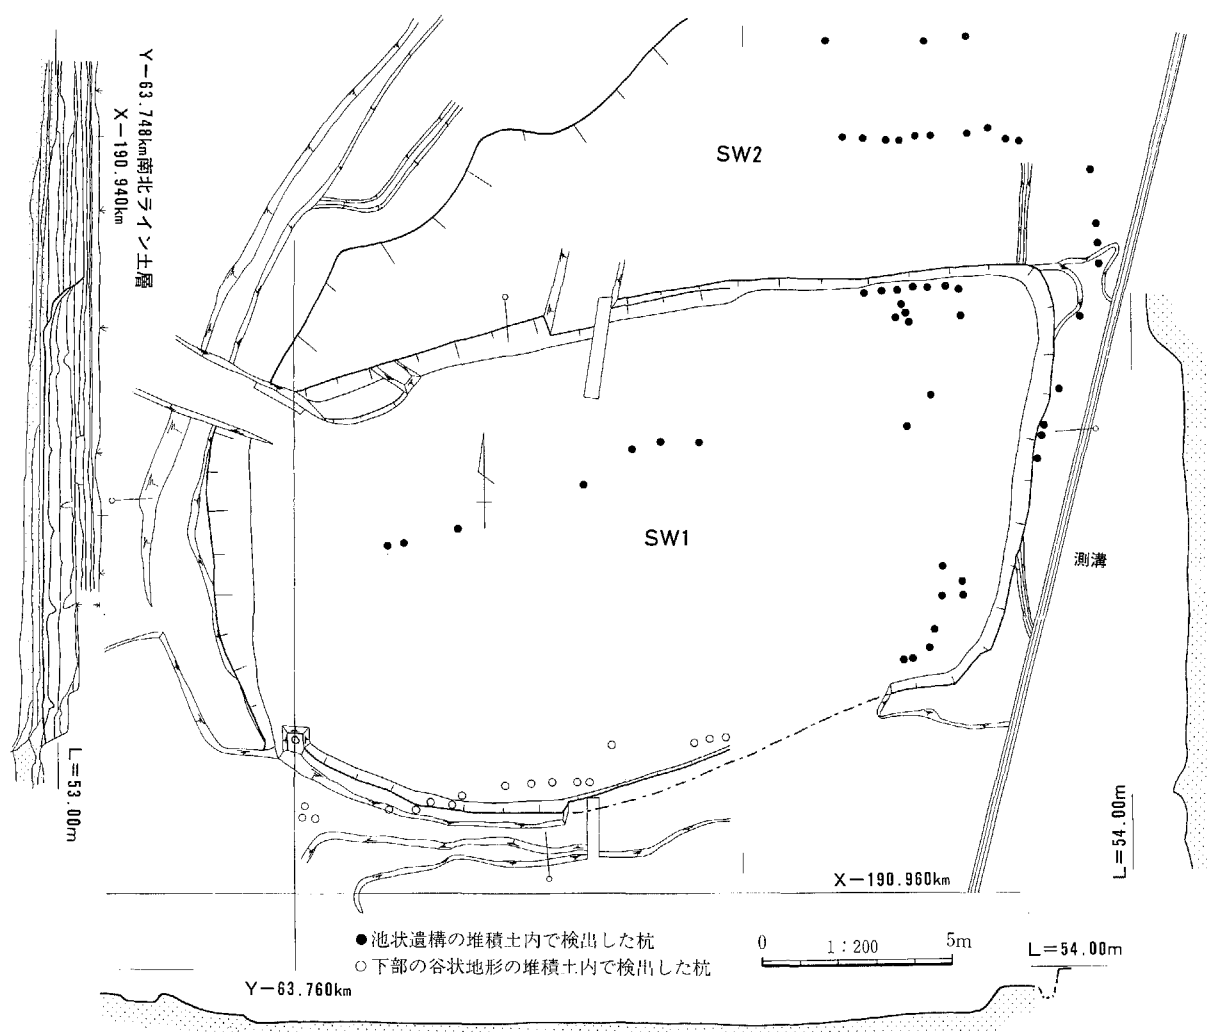 Y−63.748km南北ライン土層
X−190.940km
SW2
SW1
測溝
L=53.00m
L=54.00m
X−190.960km
●池状遺構の堆積土内で検出した杭
○下部の谷状地形の堆積土内で検出した杭
0 1:200 5m
L=54.00m
Y−63.760km